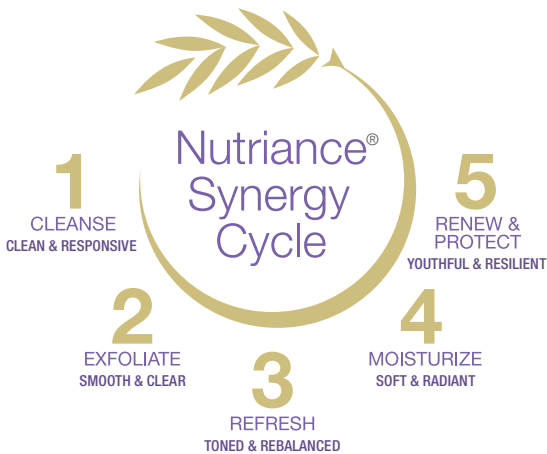 Nutriance®
Synergy
Cycle
1
CLEANSE
CLEAN & RESPONSIVE
2
EXFOLIATE
SMOOTH & CLEAR
3
REFRESH
TONED & REBALANCED
4
MOISTURIZE
SOFT & RADIANT
5
RENEW &
PROTECT
YOUTHFUL & RESILIENT